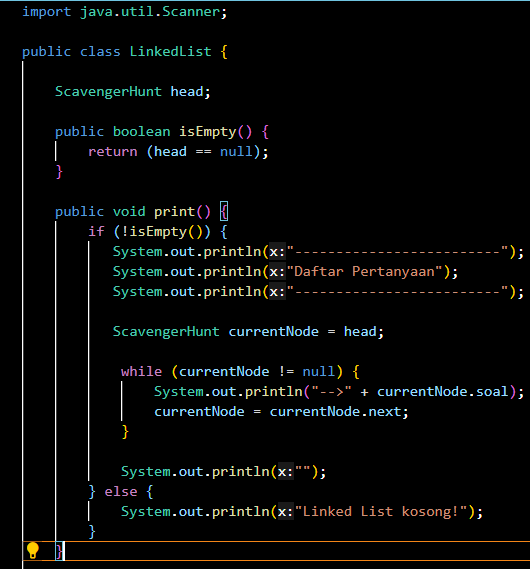 import java.util.Scanner;
public class LinkedList {
ScavengerHunt head;
public boolean isEmpty() {
return (head == null);
}
public void print() {
if (!isEmpty()) {
System.out.println(x:"-------------------------");
System.out.println(x:"Daftar Pertanyaan");
System.out.println(x:"-------------------------");
ScavengerHunt currentNode = head;
while (currentNode != null) {
System.out.println("-->" + currentNode.soal);
currentNode = currentNode.next;
}
System.out.println(x:"");
} else {
System.out.println(x:"Linked List kosong!");
}
}